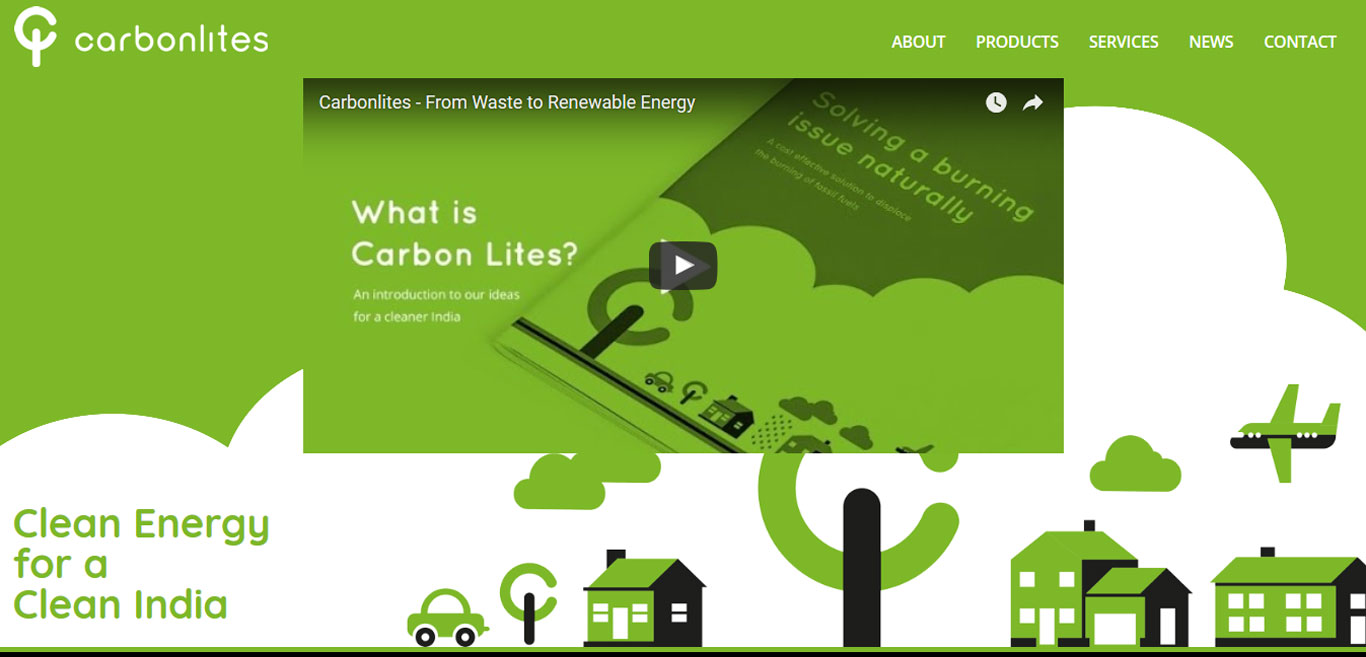 carbonlites
ABOUT PRODUCTS SERVICES NEWS CONTACT
Carbonlites - From Waste to Renewable Energy
Solving a burning
issue naturally
A cost effective solution to displace
the burning of fossil fuels
What is
Carbon Lites?
An introduction to our ideas
for a cleaner India
Clean Energy
for a
Clean India